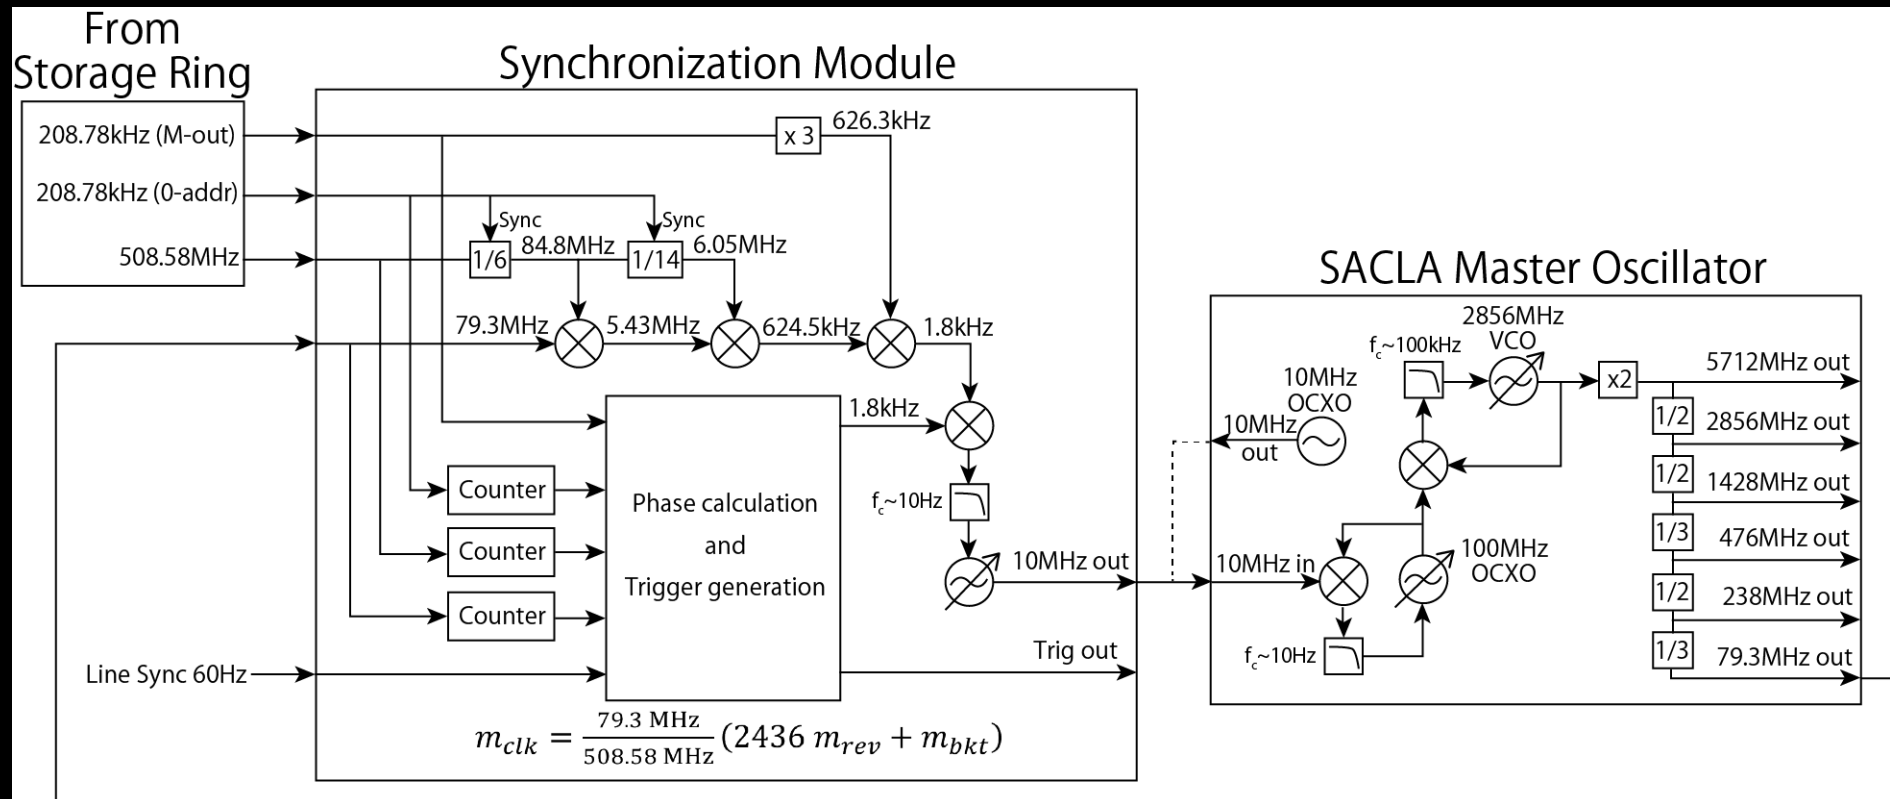 From
Storage Ring
208.78kHz (M-out)
208.78kHz (0-addr)
508.58MHz
Synchronization Module
x 3
626.3kHz
Sync
Sync
1/6
84.8MHz
1/14
6.05MHz
79.3MHz
5.43MHz
624.5kHz
1.8kHz
1.8kHz
Counter
Counter
Counter
Phase calculation
and
Trigger generation
fc~10Hz
10MHz out
Trig out
Line Sync 60Hz
m_clk = 79.3 MHz / 508.58 MHz (2436 m_rev + m_bkt)
SACLA Master Oscillator
2856MHz
VCO
fc~100kHz
10MHz
OCXO
10MHz
out
x2
5712MHz out
1/2
2856MHz out
1/2
1428MHz out
1/3
476MHz out
1/2
238MHz out
1/3
79.3MHz out
10MHz in
100MHz
OCXO
fc~10Hz